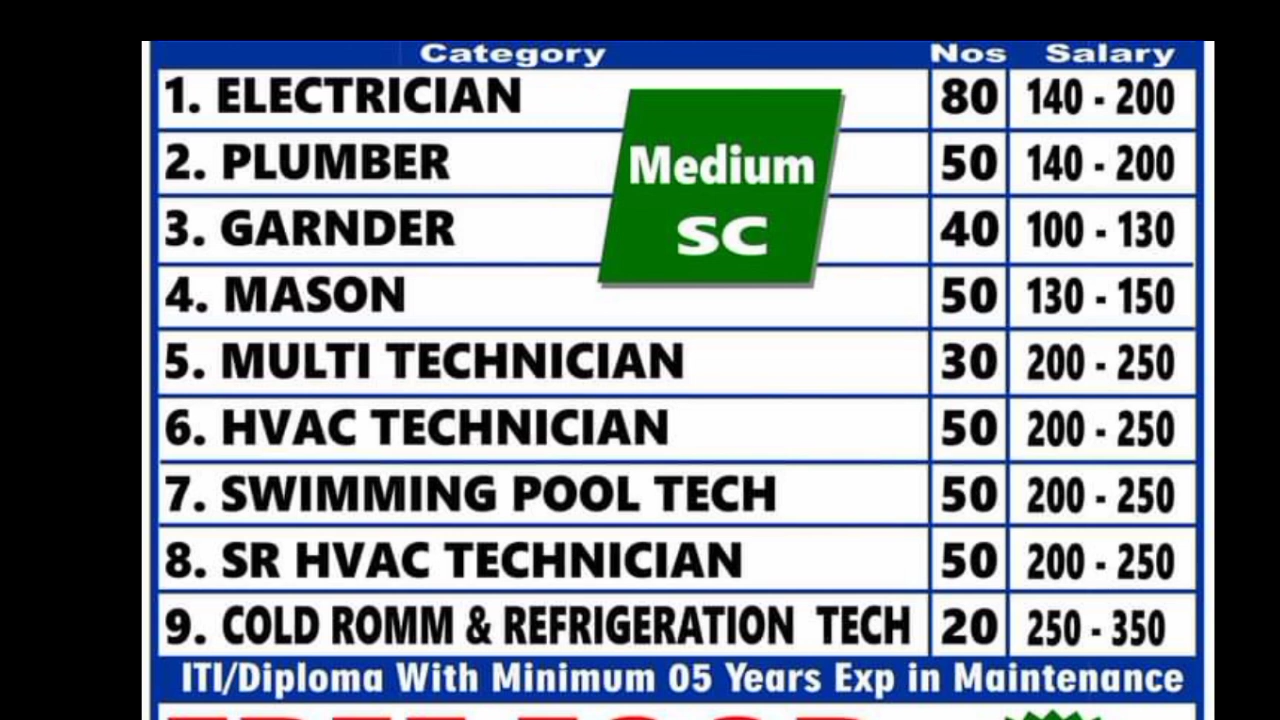 Category Nos Salary
1. ELECTRICIAN 80 140 - 200
2. PLUMBER 50 140 - 200
3. GARNDER 40 100 - 130
4. MASON 50 130 - 150
5. MULTI TECHNICIAN 30 200 - 250
6. HVAC TECHNICIAN 50 200 - 250
7. SWIMMING POOL TECH 50 200 - 250
8. SR HVAC TECHNICIAN 50 200 - 250
9. COLD ROMM & REFRIGERATION TECH 20 250 - 350
Medium
SC
ITI/Diploma With Minimum 05 Years Exp in Maintenance